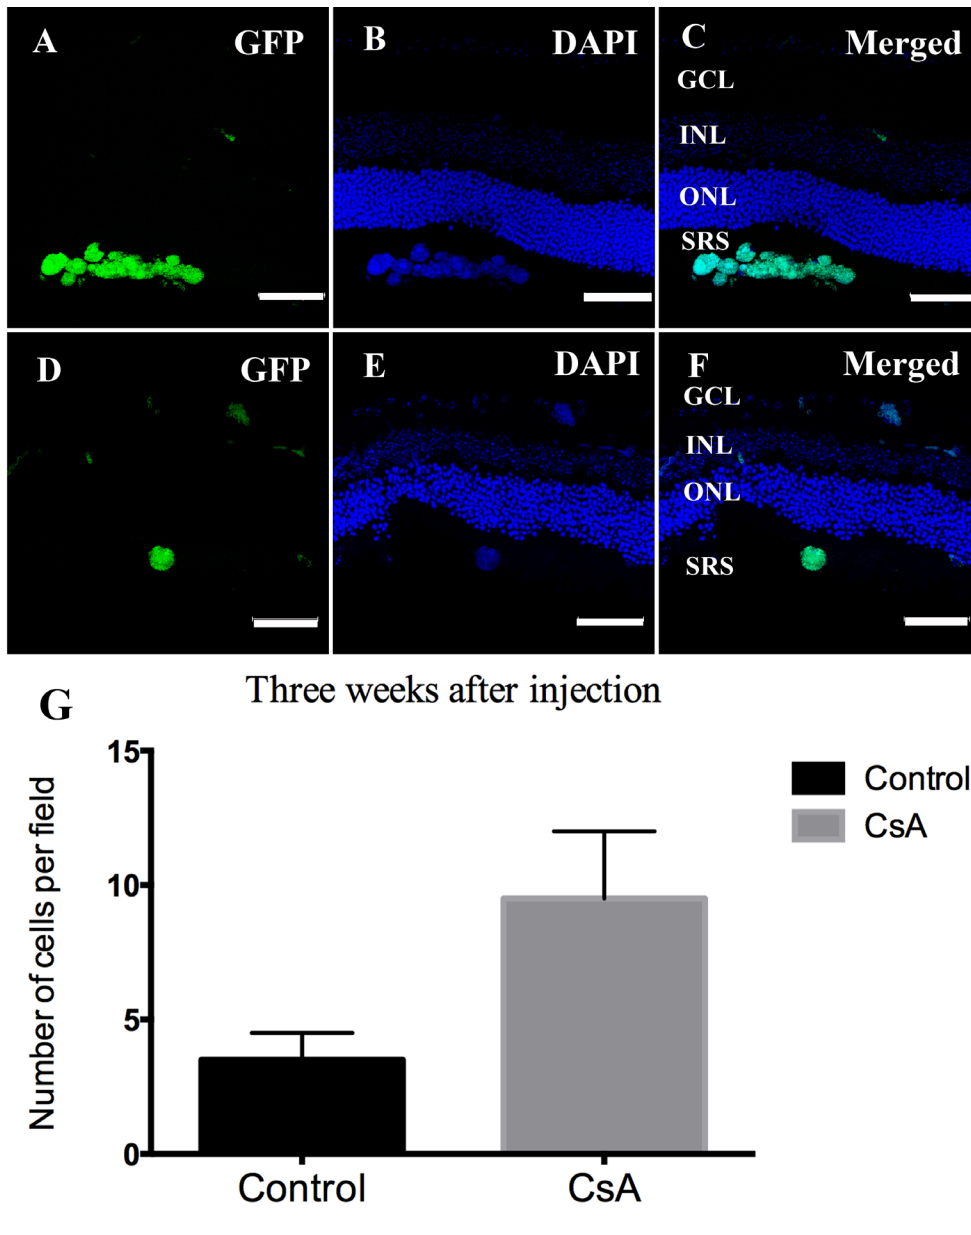 A GFP
B DAPI
C Merged
GCL
INL
ONL
SRS
D GFP
E DAPI
F Merged
GCL
INL
ONL
SRS
G
Three weeks after injection
Number of cells per field
15
10
5
0
Control
CsA
Control
CsA